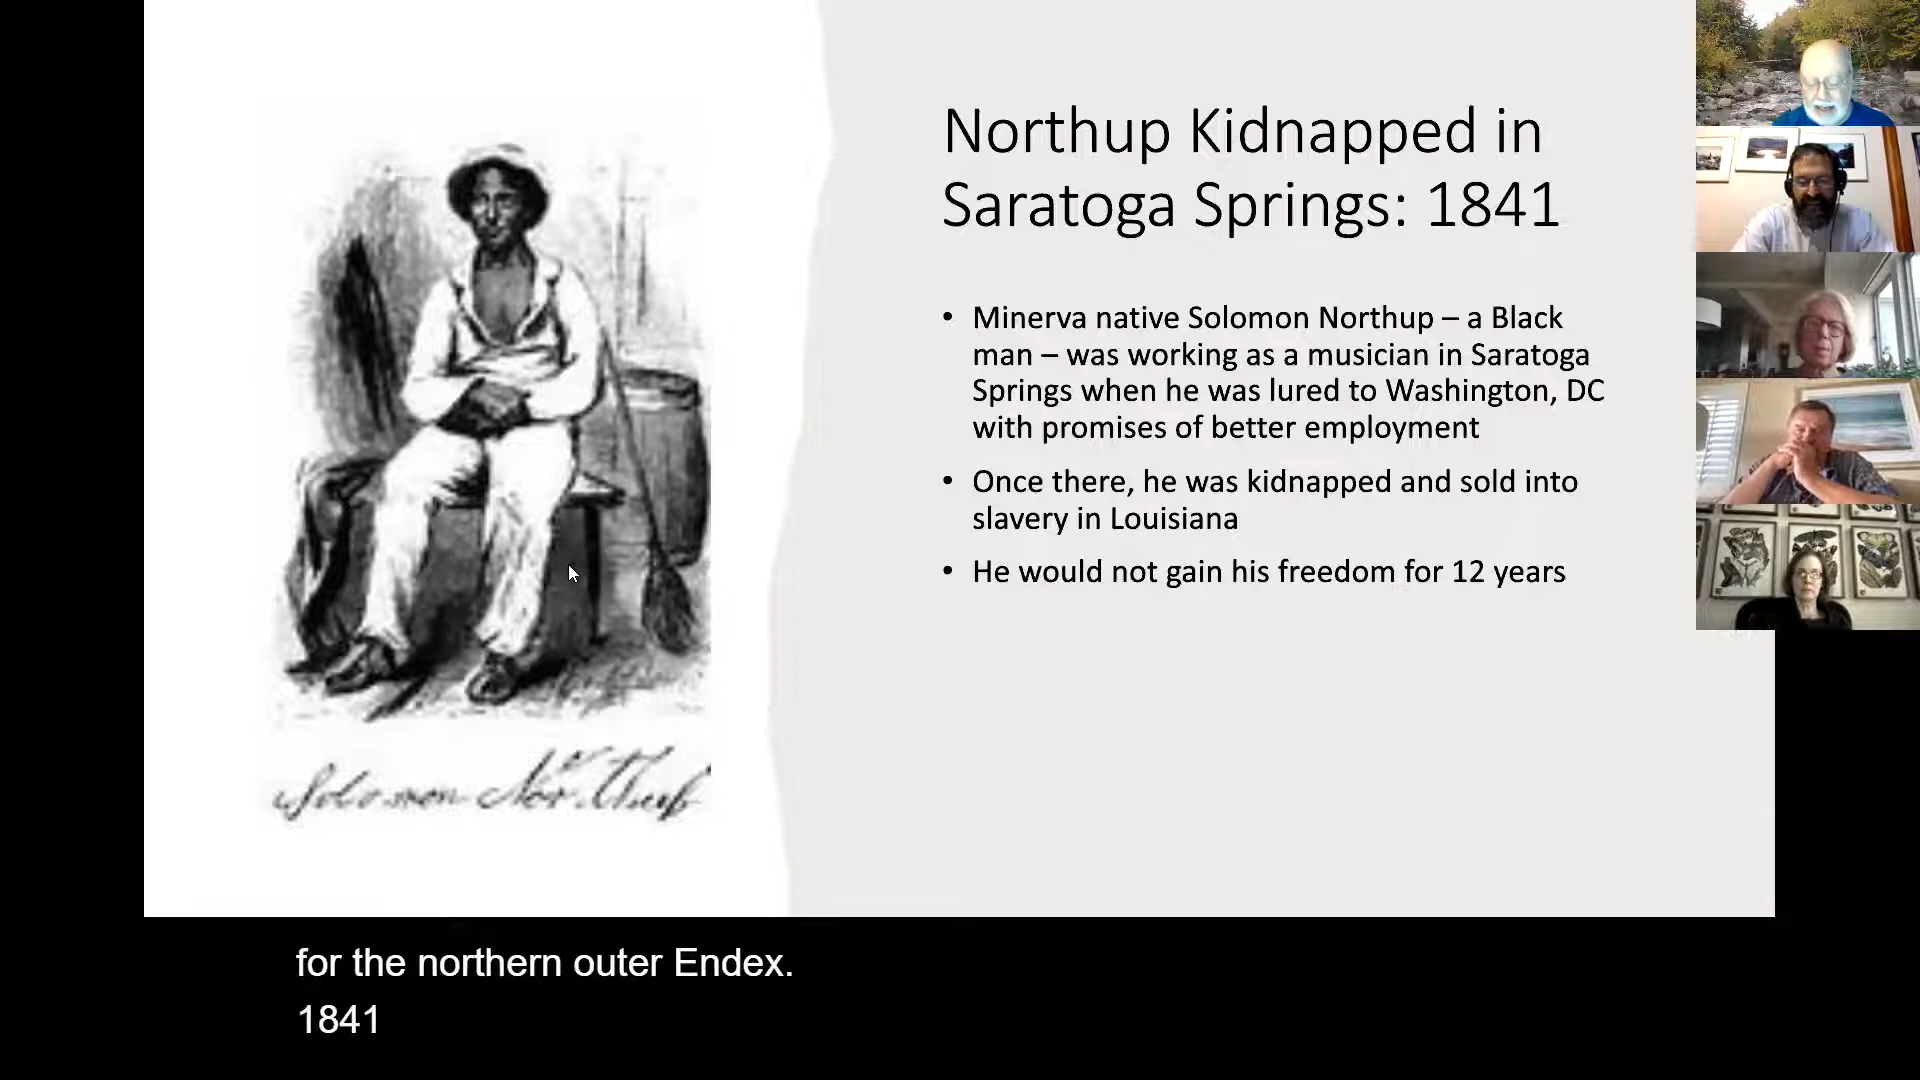 Northup Kidnapped in
Saratoga Springs: 1841
• Minerva native Solomon Northup – a Black
man – was working as a musician in Saratoga
Springs when he was lured to Washington, DC
with promises of better employment
• Once there, he was kidnapped and sold into
slavery in Louisiana
• He would not gain his freedom for 12 years
Solomon Northup
for the northern outer Endex.
1841